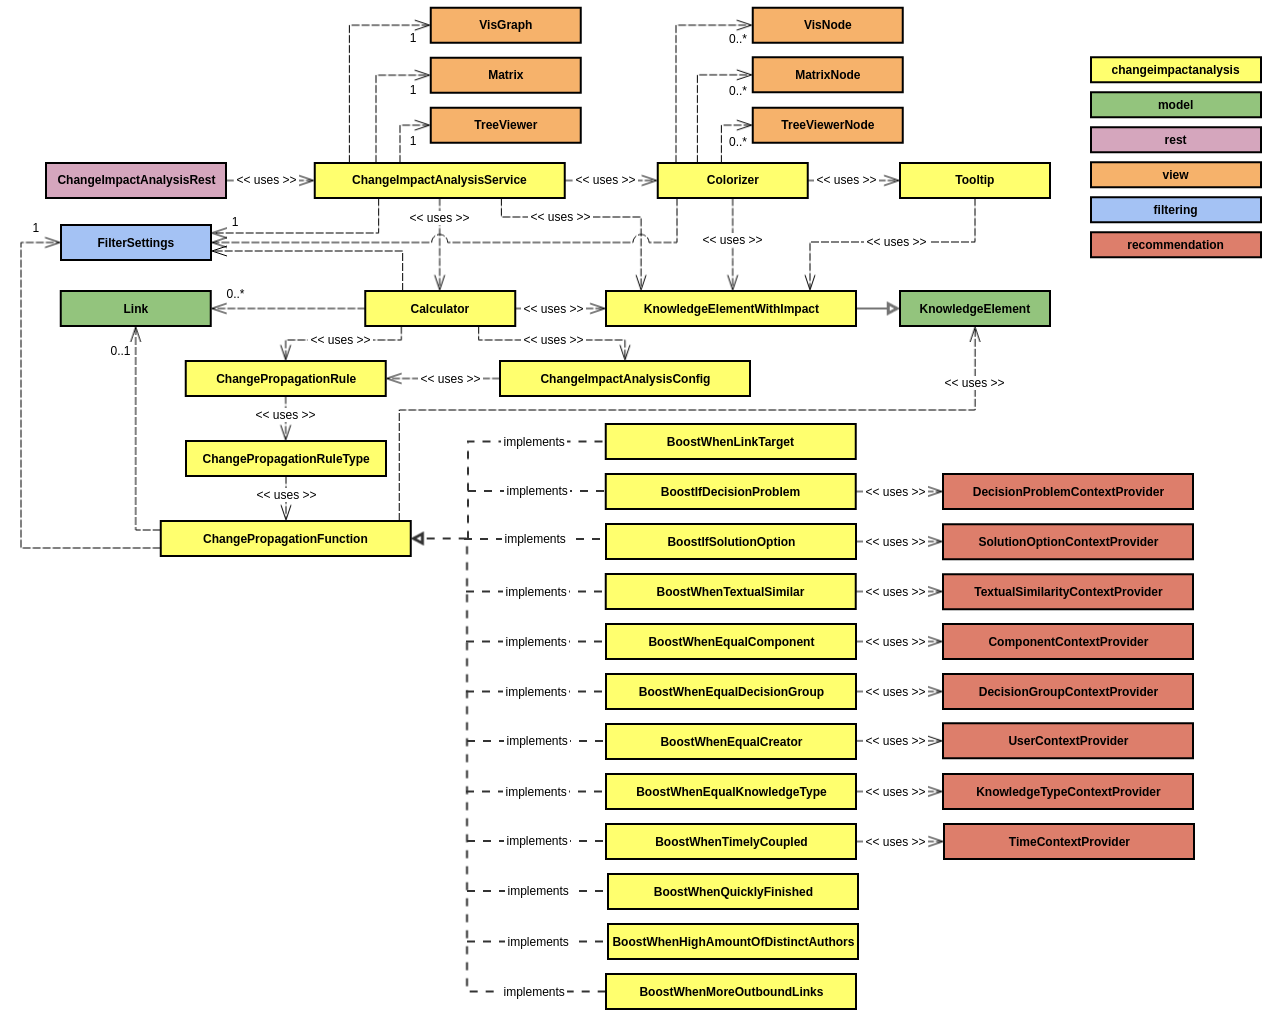 VisGraph
VisNode
1
0..*
Matrix
MatrixNode
changeimpactanalysis
1
0..*
model
TreeViewer
TreeViewerNode
1
0..*
rest
view
filtering
recommendation
ChangeImpactAnalysisRest
<< uses >>
ChangeImpactAnalysisService
<< uses >>
Colorizer
<< uses >>
Tooltip
1
1
<< uses >>
<< uses >>
FilterSettings
<< uses >>
<< uses >>
0..*
Link
Calculator
<< uses >>
KnowledgeElementWithImpact
KnowledgeElement
0..1
<< uses >>
<< uses >>
ChangePropagationRule
<< uses >>
ChangeImpactAnalysisConfig
<< uses >>
<< uses >>
ChangePropagationRuleType
<< uses >>
ChangePropagationFunction
implements
BoostWhenLinkTarget
implements
BoostIfDecisionProblem
<< uses >>
DecisionProblemContextProvider
implements
BoostIfSolutionOption
<< uses >>
SolutionOptionContextProvider
implements
BoostWhenTextualSimilar
<< uses >>
TextualSimilarityContextProvider
implements
BoostWhenEqualComponent
<< uses >>
ComponentContextProvider
implements
BoostWhenEqualDecisionGroup
<< uses >>
DecisionGroupContextProvider
implements
BoostWhenEqualCreator
<< uses >>
UserContextProvider
implements
BoostWhenEqualKnowledgeType
<< uses >>
KnowledgeTypeContextProvider
implements
BoostWhenTimelyCoupled
<< uses >>
TimeContextProvider
implements
BoostWhenQuicklyFinished
implements
BoostWhenHighAmountOfDistinctAuthors
implements
BoostWhenMoreOutboundLinks